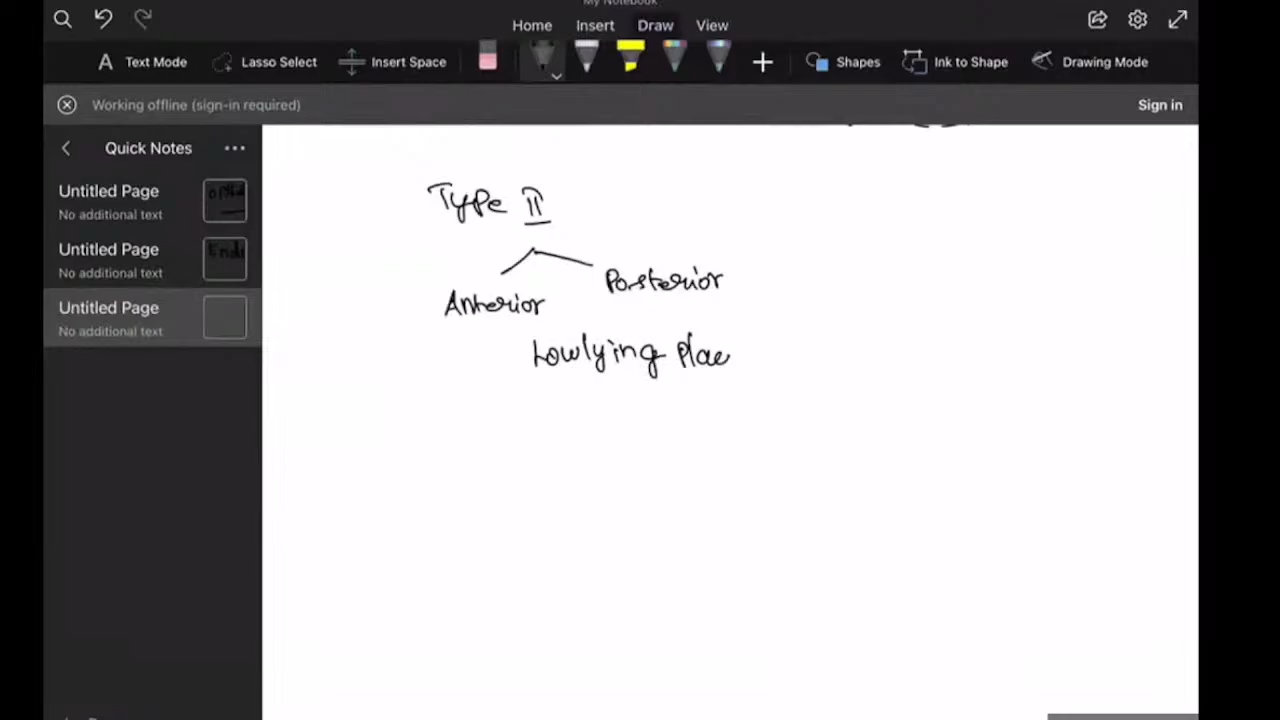 My Notebook
Home Insert Draw View
Text Mode Lasso Select Insert Space Shapes Ink to Shape Drawing Mode
Working offline (sign-in required) Sign in
Quick Notes
Untitled Page
No additional text
Untitled Page
No additional text
Untitled Page
No additional text
Type II
Anterior Posterior
Lowlying Plac